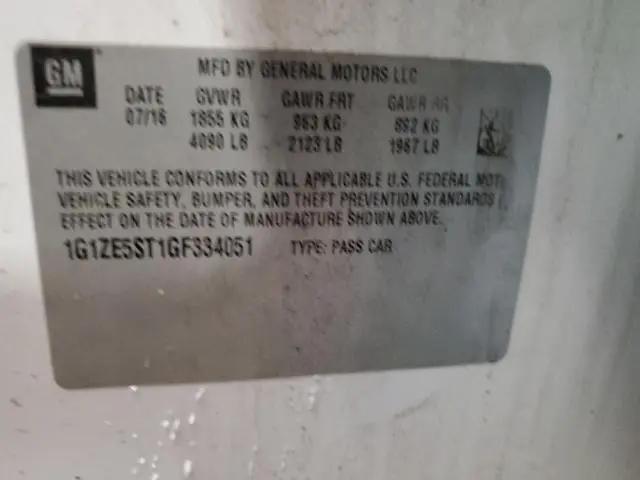 GM
MFD BY GENERAL MOTORS LLC
DATE GVWR GAWR FRT GAWR RR
07/16 1855 KG 963 KG 892 KG
4090 LB 2123 LB 1967 LB
THIS VEHICLE CONFORMS TO ALL APPLICABLE U.S. FEDERAL MOT
VEHICLE SAFETY, BUMPER, AND THEFT PREVENTION STANDARDS I
EFFECT ON THE DATE OF MANUFACTURE SHOWN ABOVE.
1G1ZE5ST1GF334051 TYPE: PASS CAR